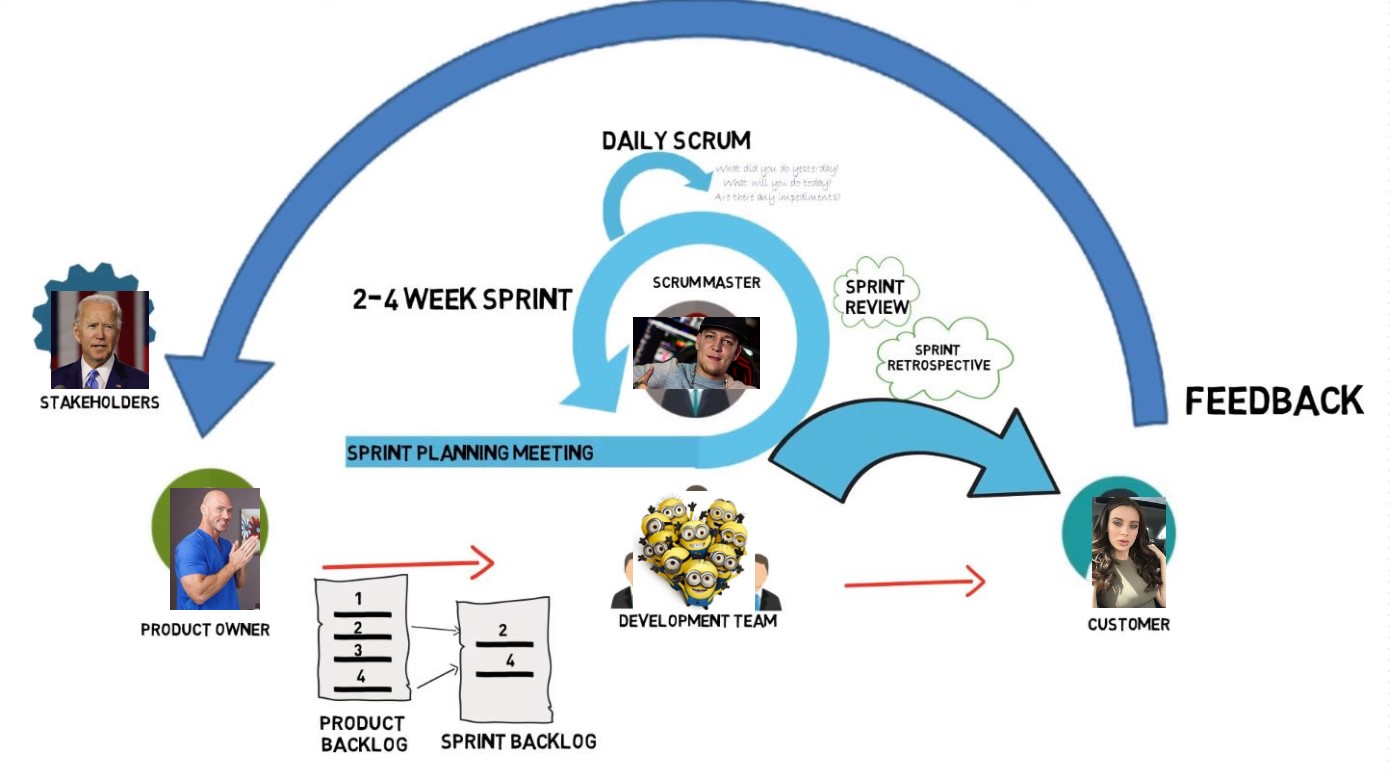 DAILY SCRUM
What did you do yesterday?
What will you do today?
Are there any impediments?
SCRUM MASTER
2-4 WEEK SPRINT
SPRINT
REVIEW
SPRINT
RETROSPECTIVE
STAKEHOLDERS
FEEDBACK
SPRINT PLANNING MEETING
PRODUCT OWNER
DEVELOPMENT TEAM
CUSTOMER
1
2
3
4
2
4
PRODUCT
BACKLOG
SPRINT BACKLOG